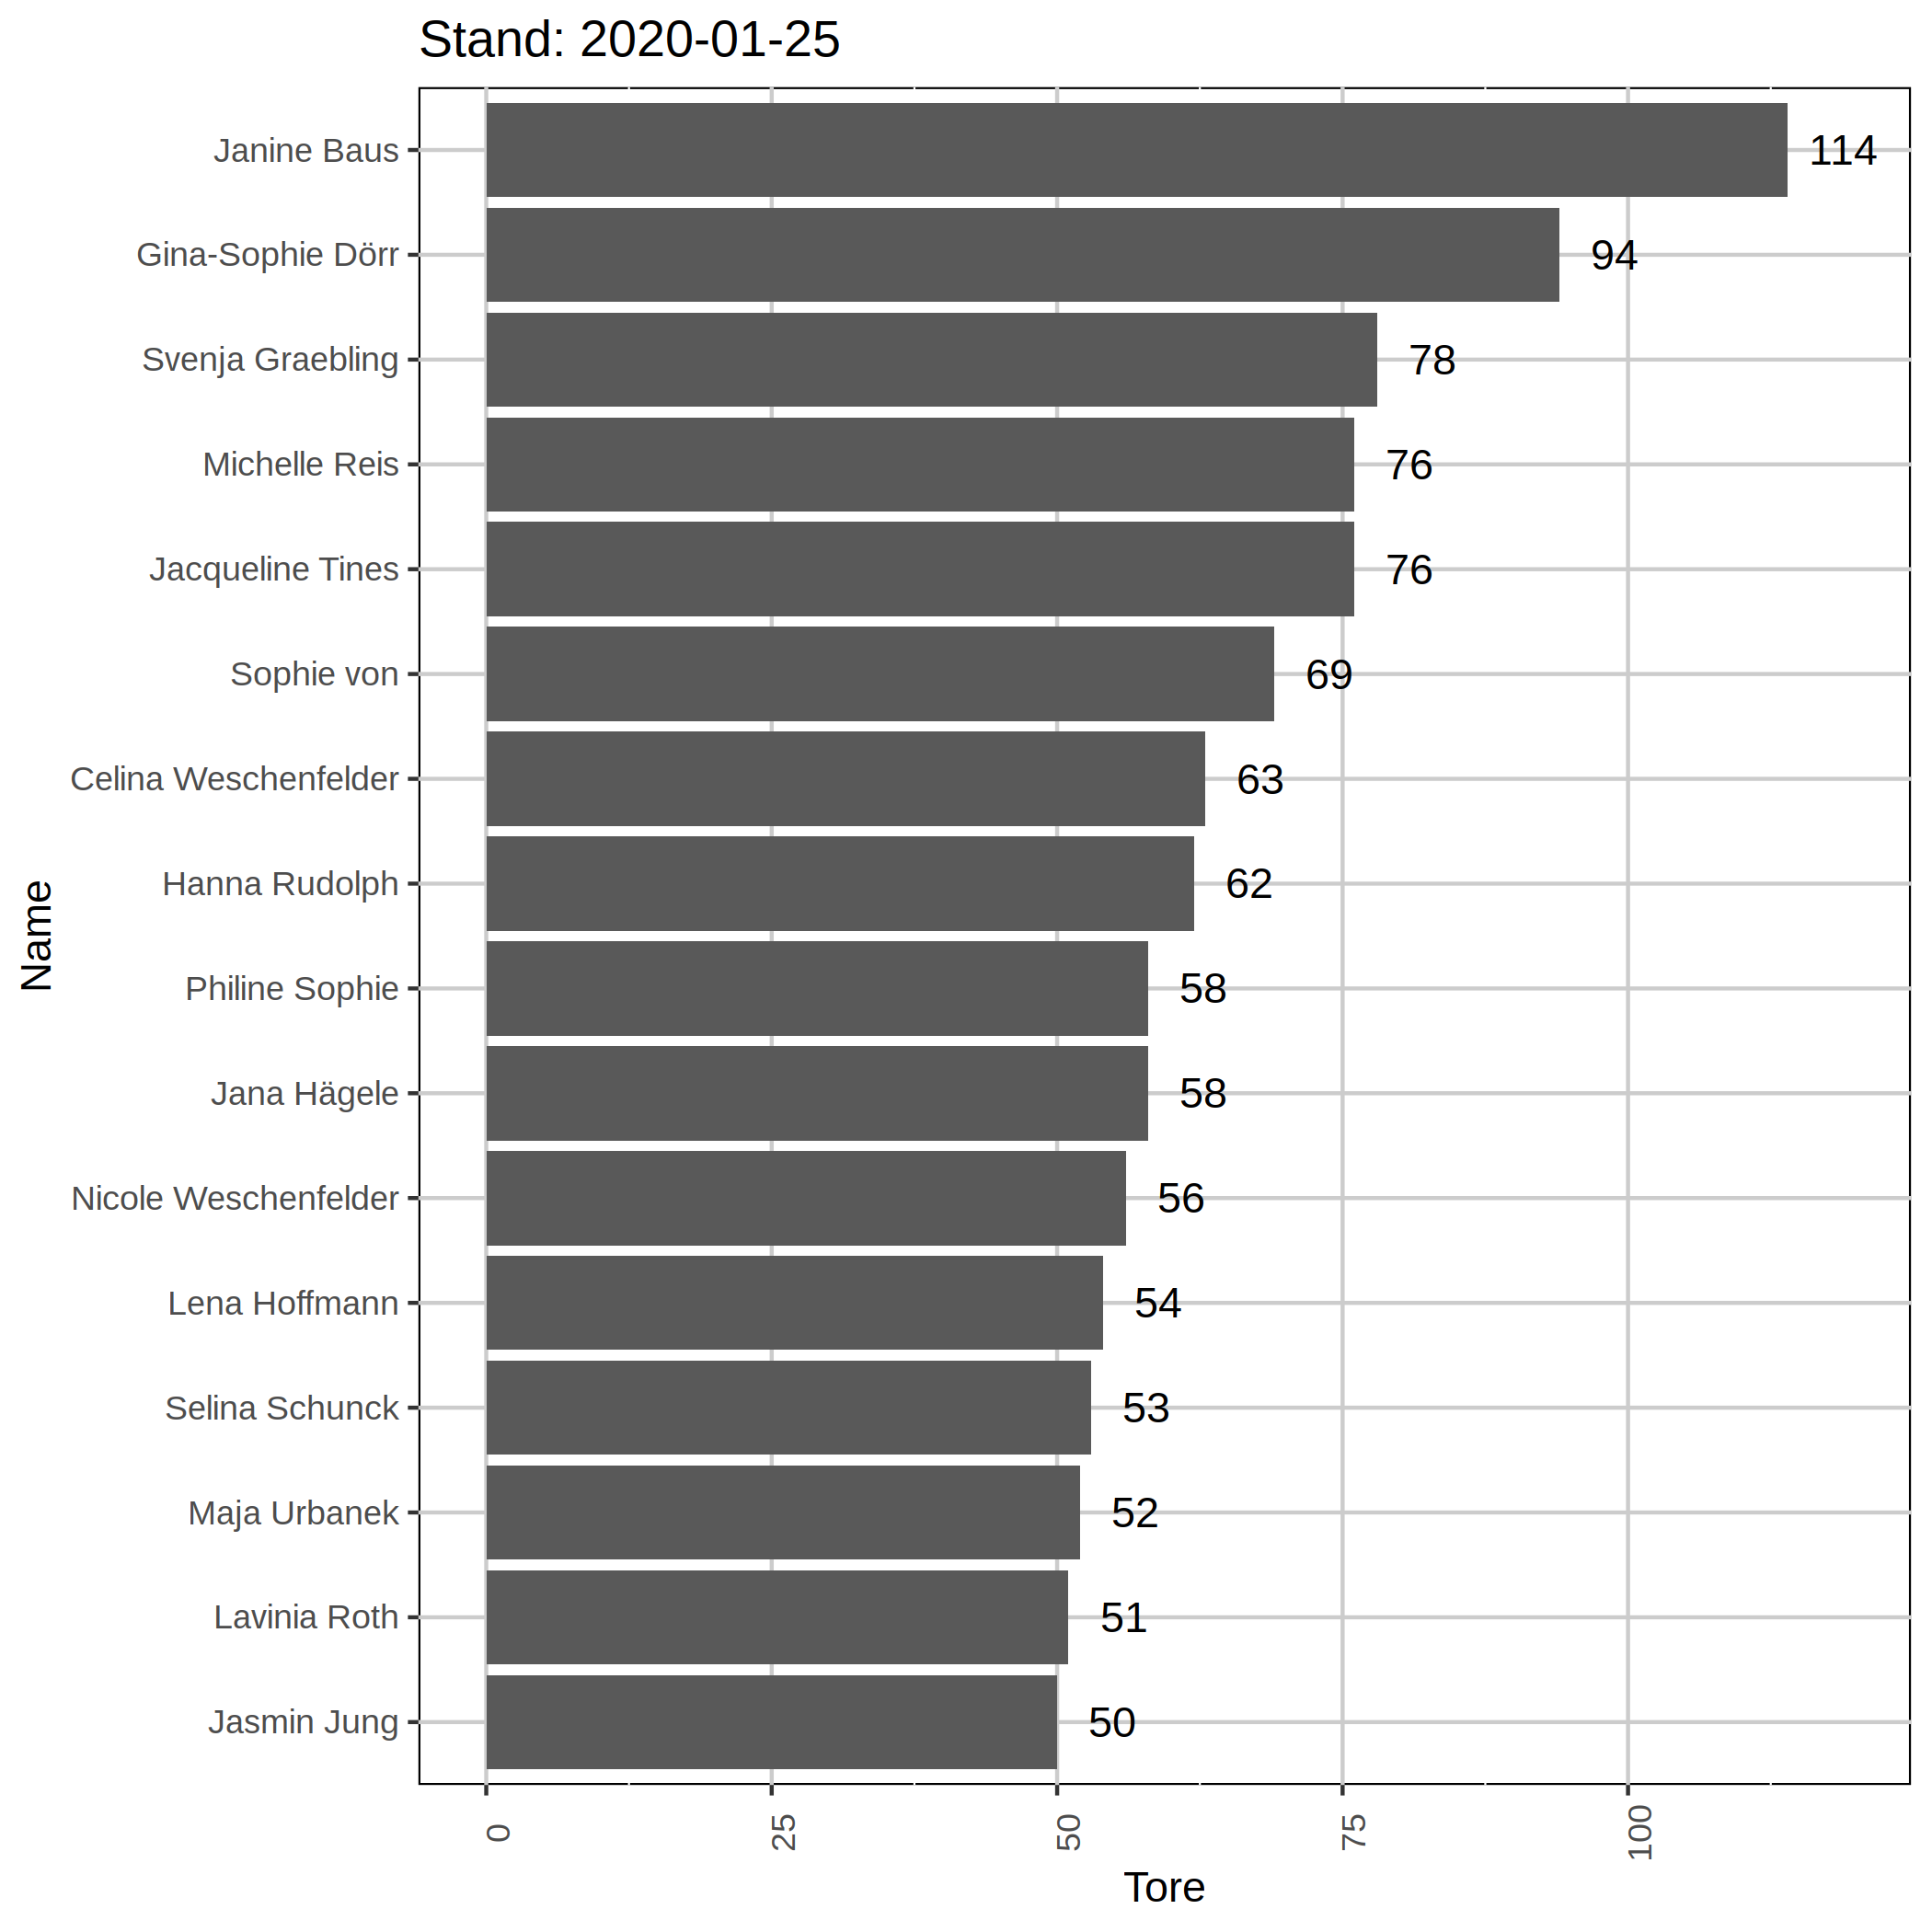 Stand: 2020-01-25
Janine Baus 114
Gina-Sophie Dörr 94
Svenja Graebling 78
Michelle Reis 76
Jacqueline Tines 76
Sophie von 69
Celina Weschenfelder 63
Hanna Rudolph 62
Philine Sophie 58
Jana Hägele 58
Nicole Weschenfelder 56
Lena Hoffmann 54
Selina Schunck 53
Maja Urbanek 52
Lavinia Roth 51
Jasmin Jung 50
Name
0 25 50 75 100
Tore